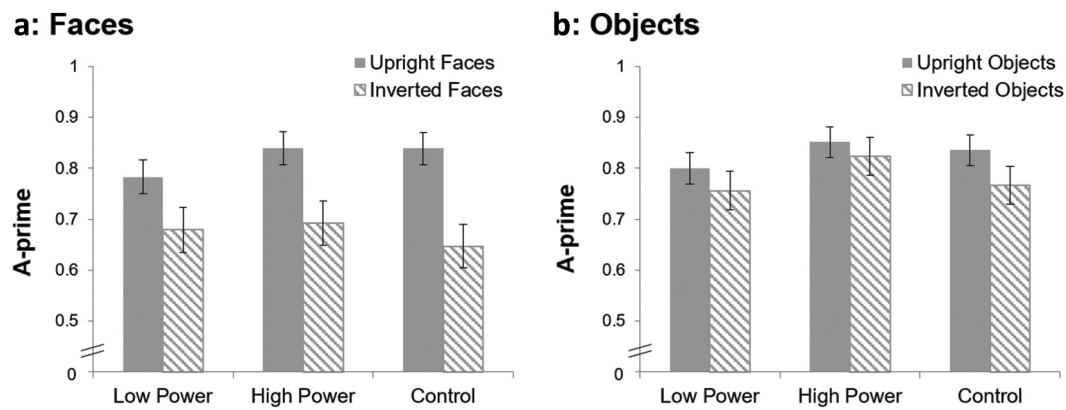 a: Faces
Upright Faces
Inverted Faces
A-prime
1
0.9
0.8
0.7
0.6
0.5
0
Low Power High Power Control
b: Objects
Upright Objects
Inverted Objects
A-prime
1
0.9
0.8
0.7
0.6
0.5
0
Low Power High Power Control